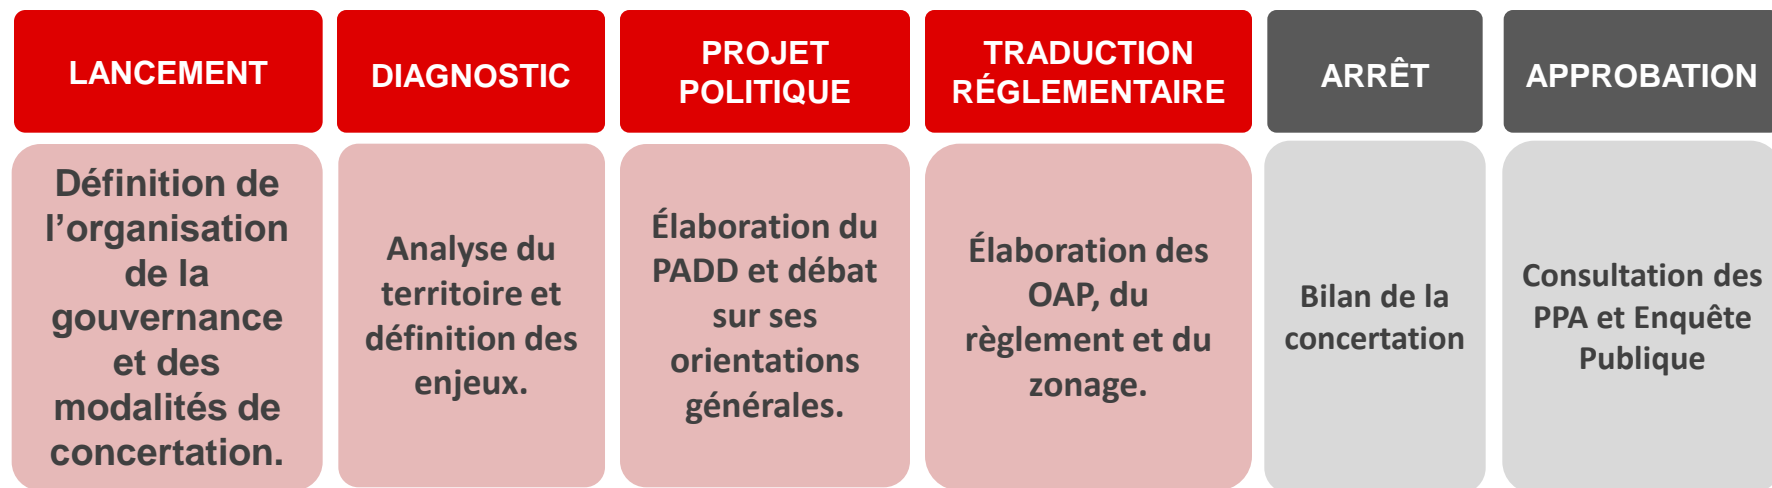 LANCEMENT
Définition de
l’organisation
de la
gouvernance
et des
modalités de
concertation.
DIAGNOSTIC
Analyse du
territoire et
définition des
enjeux.
PROJET
POLITIQUE
Élaboration du
PADD et débat
sur ses
orientations
générales.
TRADUCTION
RÉGLEMENTAIRE
Élaboration des
OAP, du
règlement et du
zonage.
ARRÊT
Bilan de la
concertation
APPROBATION
Consultation des
PPA et Enquête
Publique